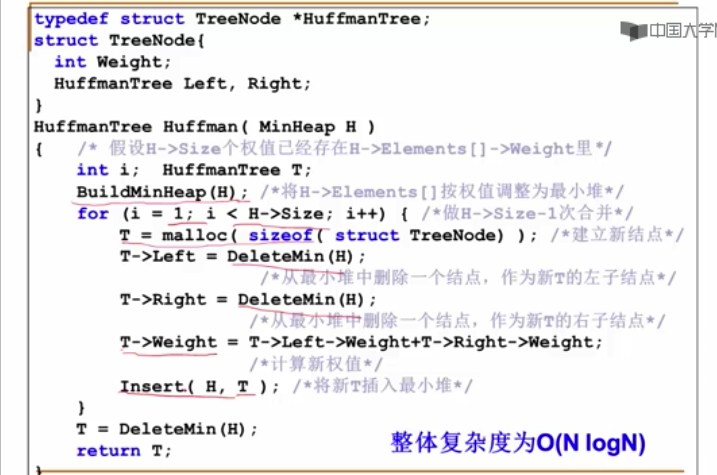 typedef struct TreeNode *HuffmanTree;
中国大学
struct TreeNode{
int Weight;
HuffmanTree Left, Right;
}
HuffmanTree Huffman( MinHeap H )
{ /* 假设H->Size个权值已经存在H->Elements[]->Weight里*/
int i; HuffmanTree T;
BuildMinHeap(H); /*将H->Elements[]按权值调整为最小堆*/
for (i = 1; i < H->Size; i++) { /*做H->Size-1次合并*/
T = malloc( sizeof( struct TreeNode) ); /*建立新结点*/
T->Left = DeleteMin(H);
/*从最小堆中删除一个结点，作为新T的左子结点*/
T->Right = DeleteMin(H);
/*从最小堆中删除一个结点，作为新T的右子结点*/
T->Weight = T->Left->Weight+T->Right->Weight;
/*计算新权值*/
Insert( H, T ); /*将新T插入最小堆*/
}
T = DeleteMin(H);
return T;
整体复杂度为O(N logN)
}